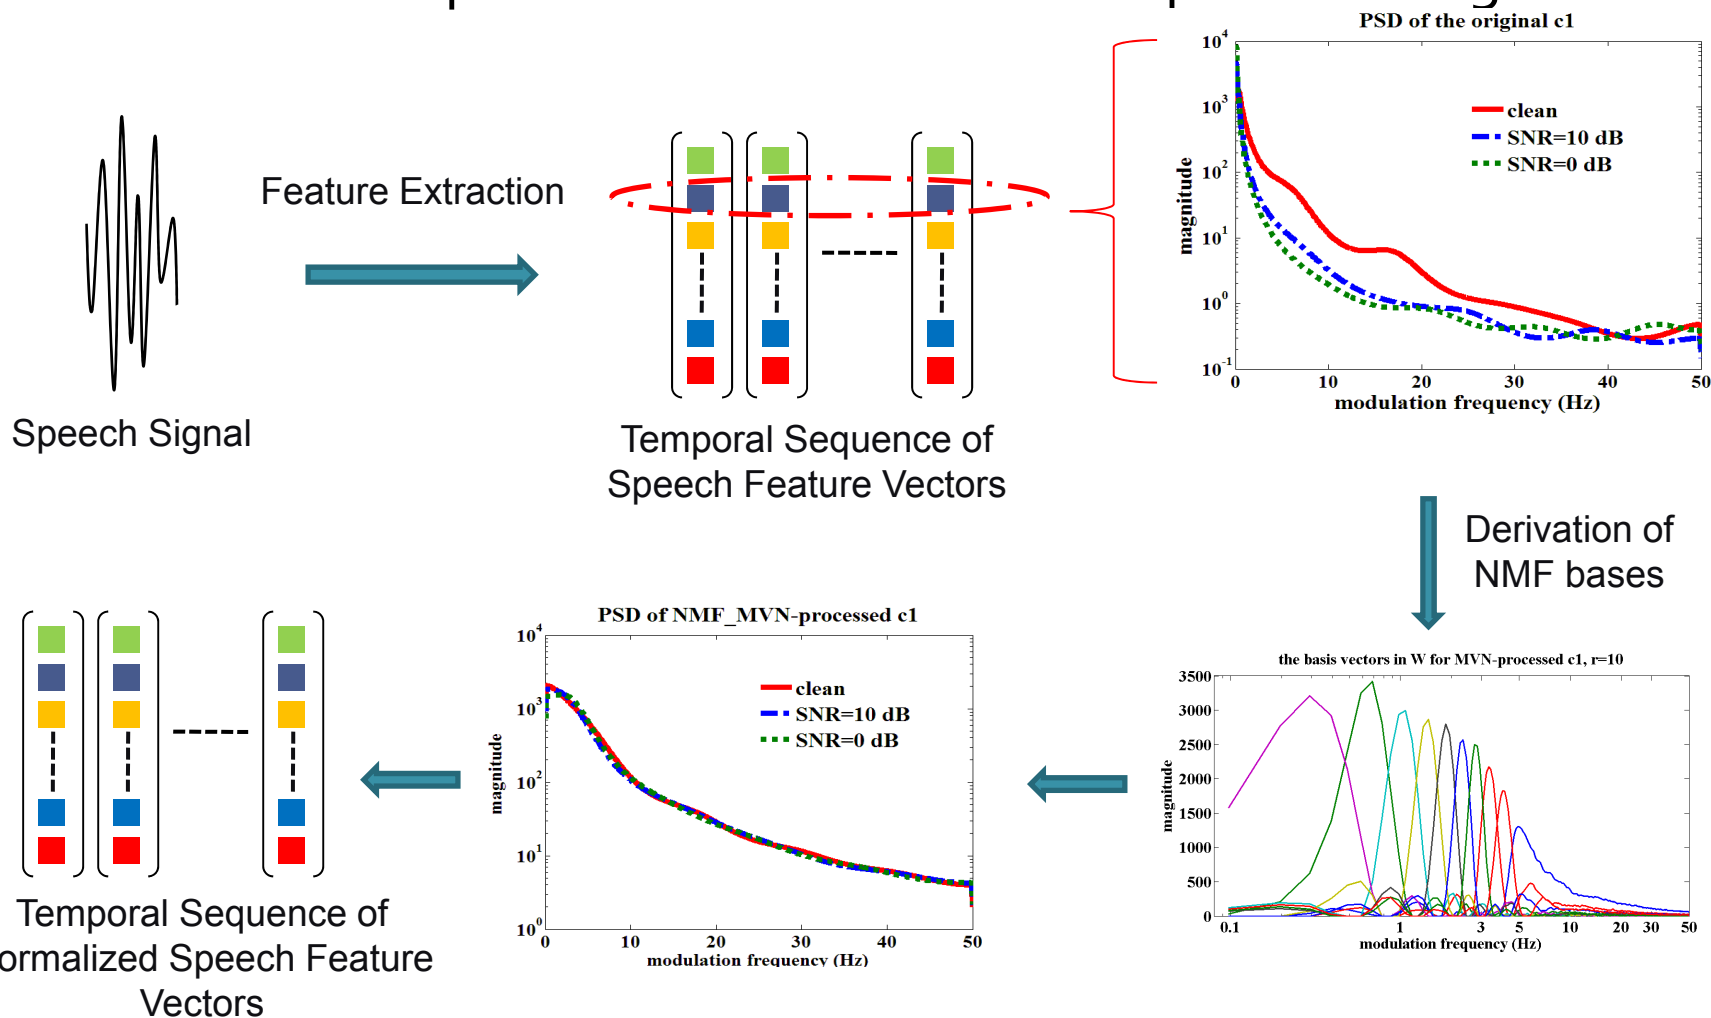 PSD of the original c1
10^4
10^3
10^2
10^1
10^0
10^-1
magnitude
clean
SNR=10 dB
SNR=0 dB
0 10 20 30 40 50
modulation frequency (Hz)
Feature Extraction
Speech Signal
Temporal Sequence of
Speech Feature Vectors
Derivation of
NMF bases
the basis vectors in W for MVN-processed c1, r=10
3500
3000
2500
2000
1500
1000
500
0
magnitude
0.1 1 3 5 10 20 30 50
modulation frequency (Hz)
PSD of NMF_MVN-processed c1
10^4
10^3
10^2
10^1
10^0
magnitude
clean
SNR=10 dB
SNR=0 dB
0 10 20 30 40 50
modulation frequency (Hz)
Temporal Sequence of
ormalized Speech Feature
Vectors